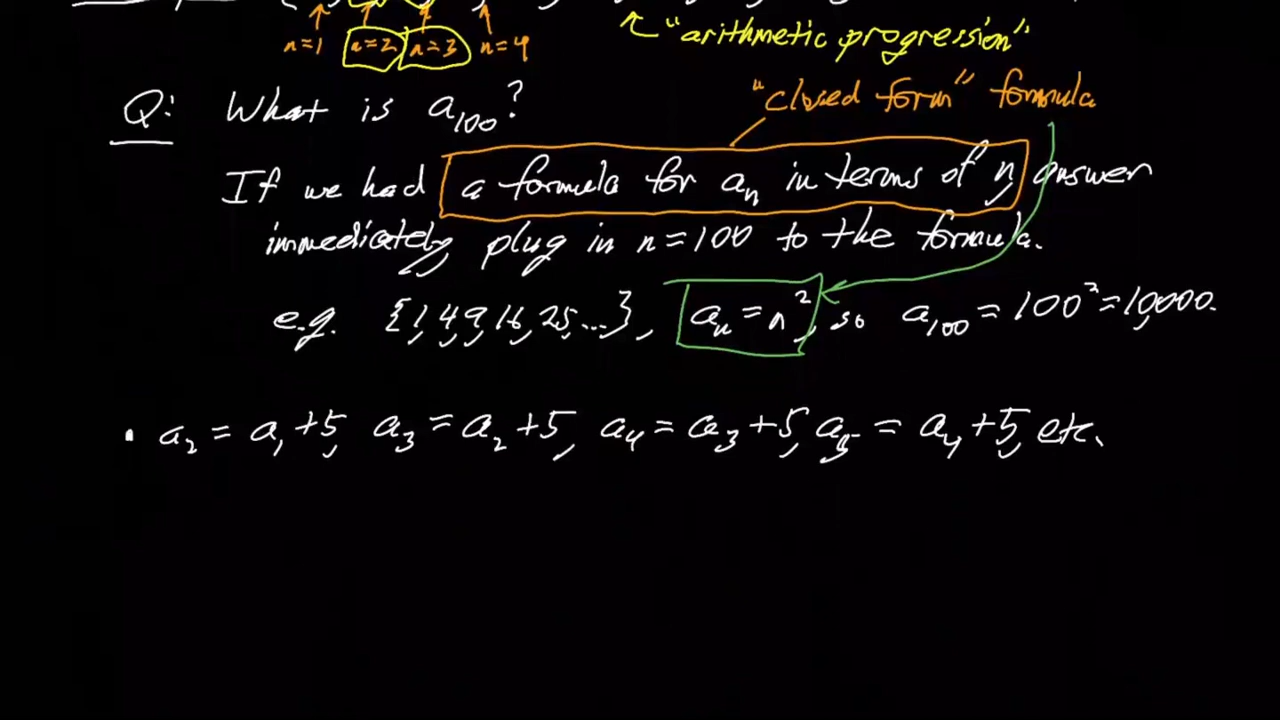 n=1 n=2 n=3 n=4
"arithmetic progression"
"closed form" formula
Q: What is a₁₀₀?
If we had a formula for aₙ in terms of n, answer
immediately, plug in n=100 to the formula.
e.g. {1,4,9,16,25,...}, aₙ=n², so a₁₀₀=100²=10,000.
• a₂ = a₁+5, a₃ = a₂+5, a₄ = a₃+5, a₅ = a₄+5, etc.